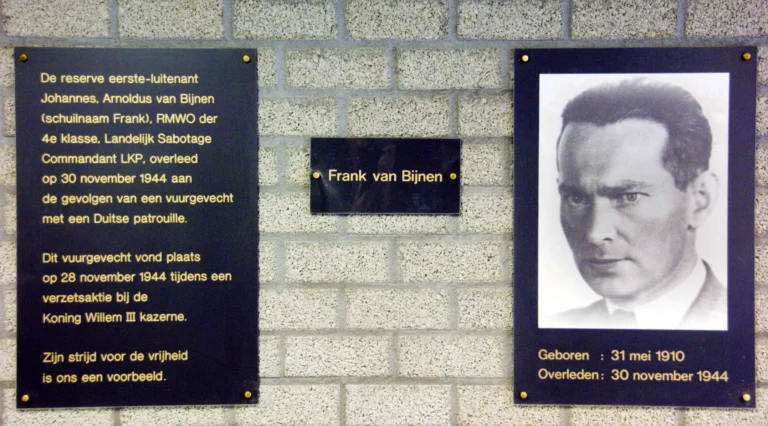 De reserve eerste-luitenant
Johannes, Arnoldus van Bijnen
(schuilnaam Frank), RMWO der
4e klasse, Landelijk Sabotage
Commandant LKP, overleed
op 30 november 1944 aan
de gevolgen van een vuurgevecht
met een Duitse patrouille.
Dit vuurgevecht vond plaats
op 28 november 1944 tijdens een
verzetsaktie bij de
Koning Willem III kazerne.
Zijn strijd voor de vrijheid
is ons een voorbeeld.
Frank van Bijnen
Geboren : 31 mei 1910
Overleden: 30 november 1944